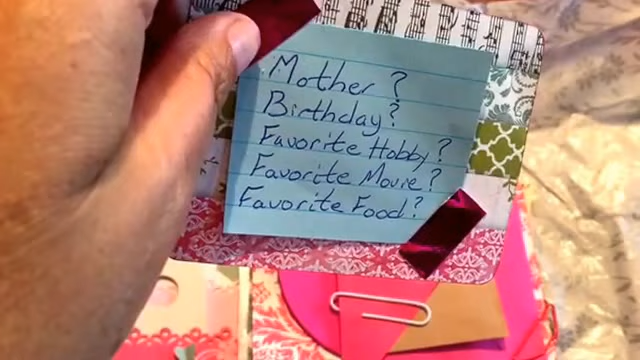 Mother?
Birthday?
Favorite Hobby?
Favorite Movie?
Favorite Food?